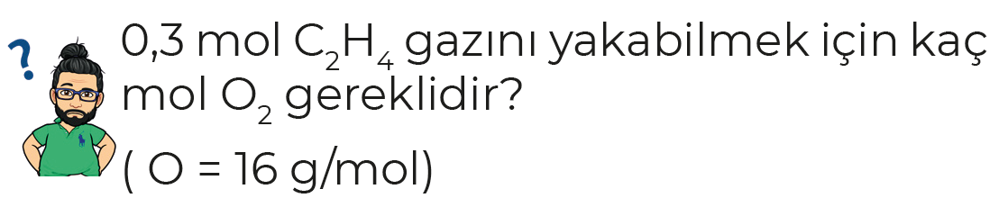 ?
0,3 mol C₂H₄ gazını yakabilmek için kaç
mol O₂ gereklidir?
( O = 16 g/mol)